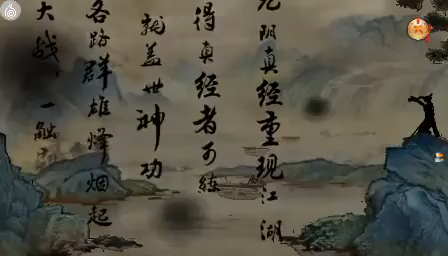 九阴真经重现江湖
得真经者可练
就盖世神功
各路群雄烽烟起
大战，一触